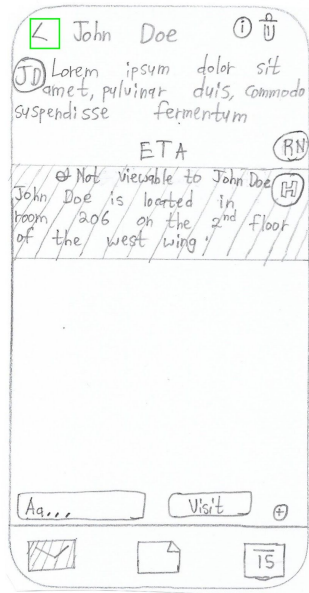 John Doe
JD Lorem ipsum dolor sit
amet, pulvinar duis, commodo
suspendisse fermentum
ETA RN
Not viewable to John Doe H
John Doe is located in
room 206 on the 2nd floor
of the west wing.
Aa... Visit
15